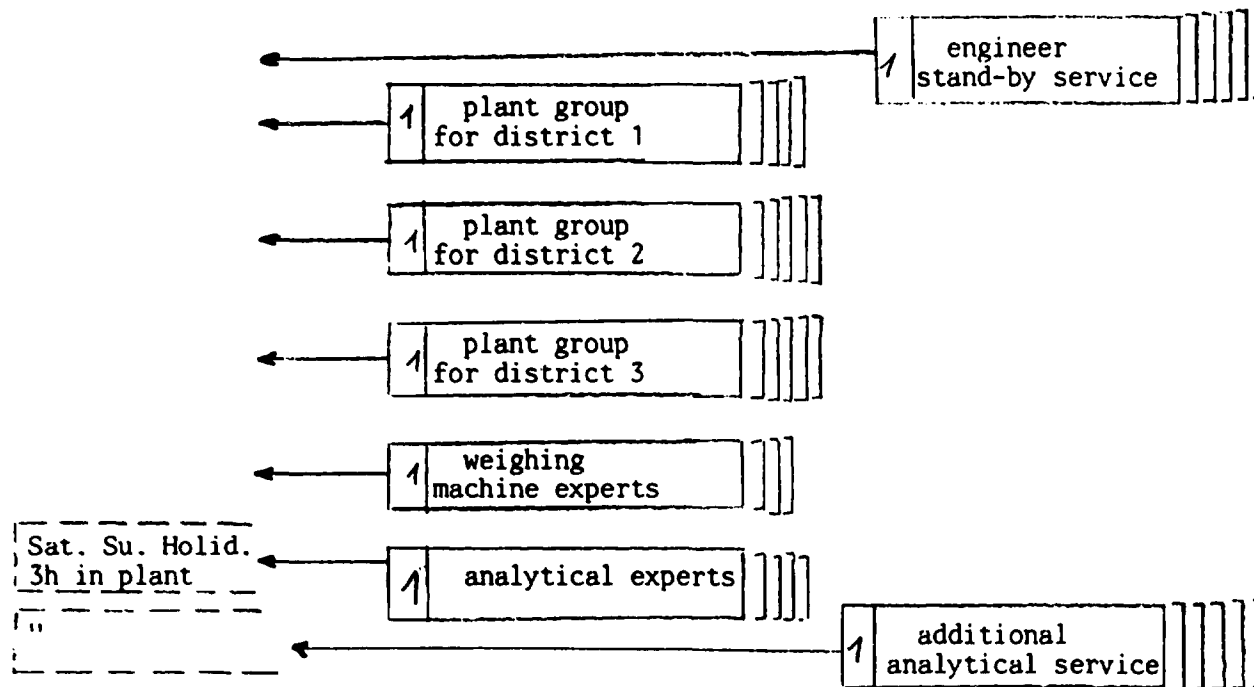 1
engineer
stand-by service
1
plant group
for district 1
1
plant group
for district 2
1
plant group
for district 3
1
weighing
machine experts
Sat. Su. Holid.
3h in plant
1
analytical experts
"
1
additional
analytical service